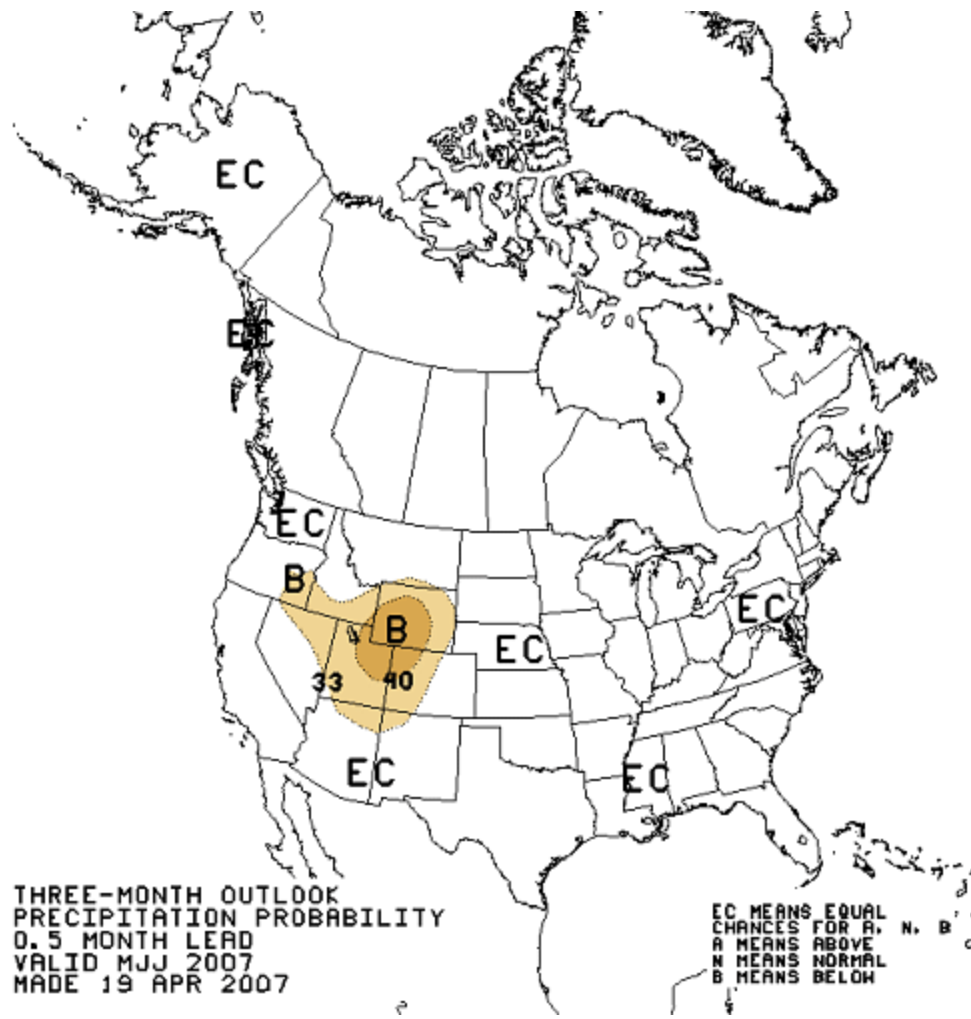 EC
EC
EC
B
B
EC
EC
33
40
EC
EC
THREE-MONTH OUTLOOK
PRECIPITATION PROBABILITY
0.5 MONTH LEAD
VALID MJJ 2007
MADE 19 APR 2007
EC MEANS EQUAL
CHANCES FOR A, N, B
A MEANS ABOVE
N MEANS NORMAL
B MEANS BELOW